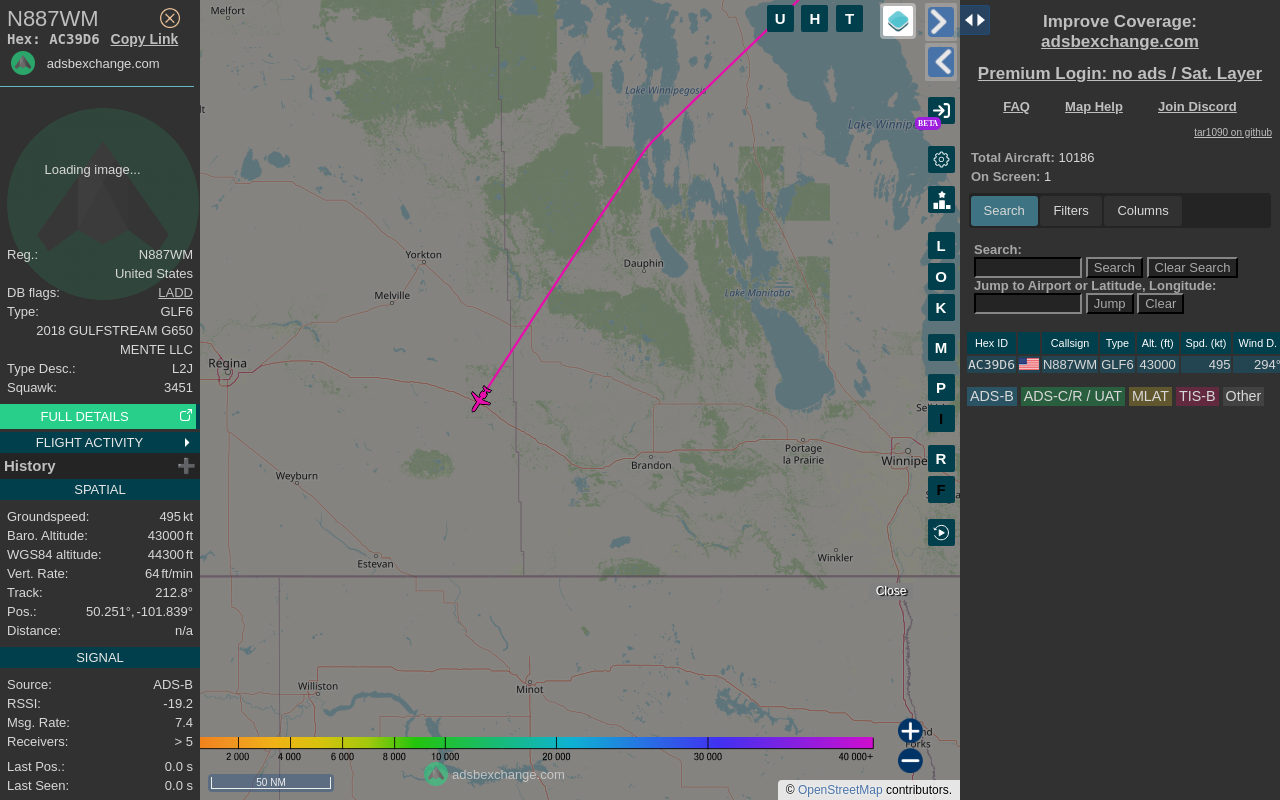 N887WM
Hex: AC39D6 Copy Link
adsbexchange.com
Loading image...
Reg.: N887WM
United States
DB flags: LADD
Type: GLF6
2018 GULFSTREAM G650
MENTE LLC
Type Desc.: L2J
Squawk: 3451
FULL DETAILS
FLIGHT ACTIVITY
History
SPATIAL
Groundspeed: 495 kt
Baro. Altitude: 43000 ft
WGS84 altitude: 44300 ft
Vert. Rate: 64 ft/min
Track: 212.8°
Pos.: 50.251°, -101.839°
Distance: n/a
SIGNAL
Source: ADS-B
RSSI: -19.2
Msg. Rate: 7.4
Receivers: > 5
Last Pos.: 0.0 s
Last Seen: 0.0 s
Melfort
U H T
Lake Winnipegosis
Lake Winnipe
BETA
Yorkton
Dauphin
Melville
Lake Manitoba
Regina
L
O
K
M
P
I
R
F
Portage
la Prairie
Brandon
Winnipe
Weyburn
Winkler
Estevan
Close
Williston
Minot
nd
Forks
2 000 4 000 6 000 8 000 10 000 20 000 30 000 40 000+
adsbexchange.com
50 NM
© OpenStreetMap contributors.
Improve Coverage:
adsbexchange.com
Premium Login: no ads / Sat. Layer
FAQ Map Help Join Discord
tar1090 on github
Total Aircraft: 10186
On Screen: 1
Search Filters Columns
Search:
Search Clear Search
Jump to Airport or Latitude, Longitude:
Jump Clear
Hex ID Callsign Type Alt. (ft) Spd. (kt) Wind D.
AC39D6 N887WM GLF6 43000 495 294°
ADS-B ADS-C/R / UAT MLAT TIS-B Other